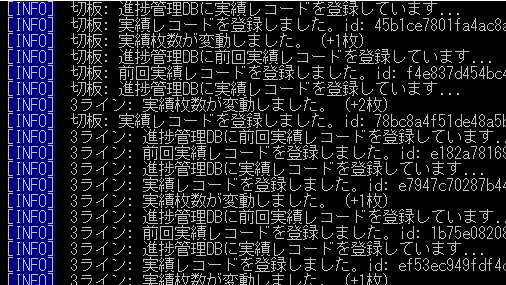 [INFO] 切板: 進捗管理DBに実績レコードを登録しています...
[INFO] 切板: 実績レコードを登録しました。id: 45b1ce7801fa4ac8a
[INFO] 切板: 実績枚数が変動しました。 (+1枚)
[INFO] 切板: 進捗管理DBに前回実績レコードを登録しています...
[INFO] 切板: 前回実績レコードを登録しました。id: f4e837d454bc4
[INFO] 切板: 進捗管理DBに実績レコードを登録しています...
[INFO] 3ライン: 実績枚数が変動しました。 (+2枚)
[INFO] 切板: 実績レコードを登録しました。id: 78bc8a4f51de48a5b
[INFO] 3ライン: 進捗管理DBに前回実績レコードを登録しています...
[INFO] 3ライン: 前回実績レコードを登録しました。id: e182a78169
[INFO] 3ライン: 進捗管理DBに実績レコードを登録しています...
[INFO] 3ライン: 実績レコードを登録しました。id: e7947c70287b44
[INFO] 3ライン: 実績枚数が変動しました。 (+1枚)
[INFO] 3ライン: 進捗管理DBに前回実績レコードを登録しています...
[INFO] 3ライン: 前回実績レコードを登録しました。id: 1b75e08208
[INFO] 3ライン: 進捗管理DBに実績レコードを登録しています...
[INFO] 3ライン: 実績レコードを登録しました。id: ef53ec949fdf4c
[INFO] 3ライン: 実績枚数が変動しました。 (+1枚)